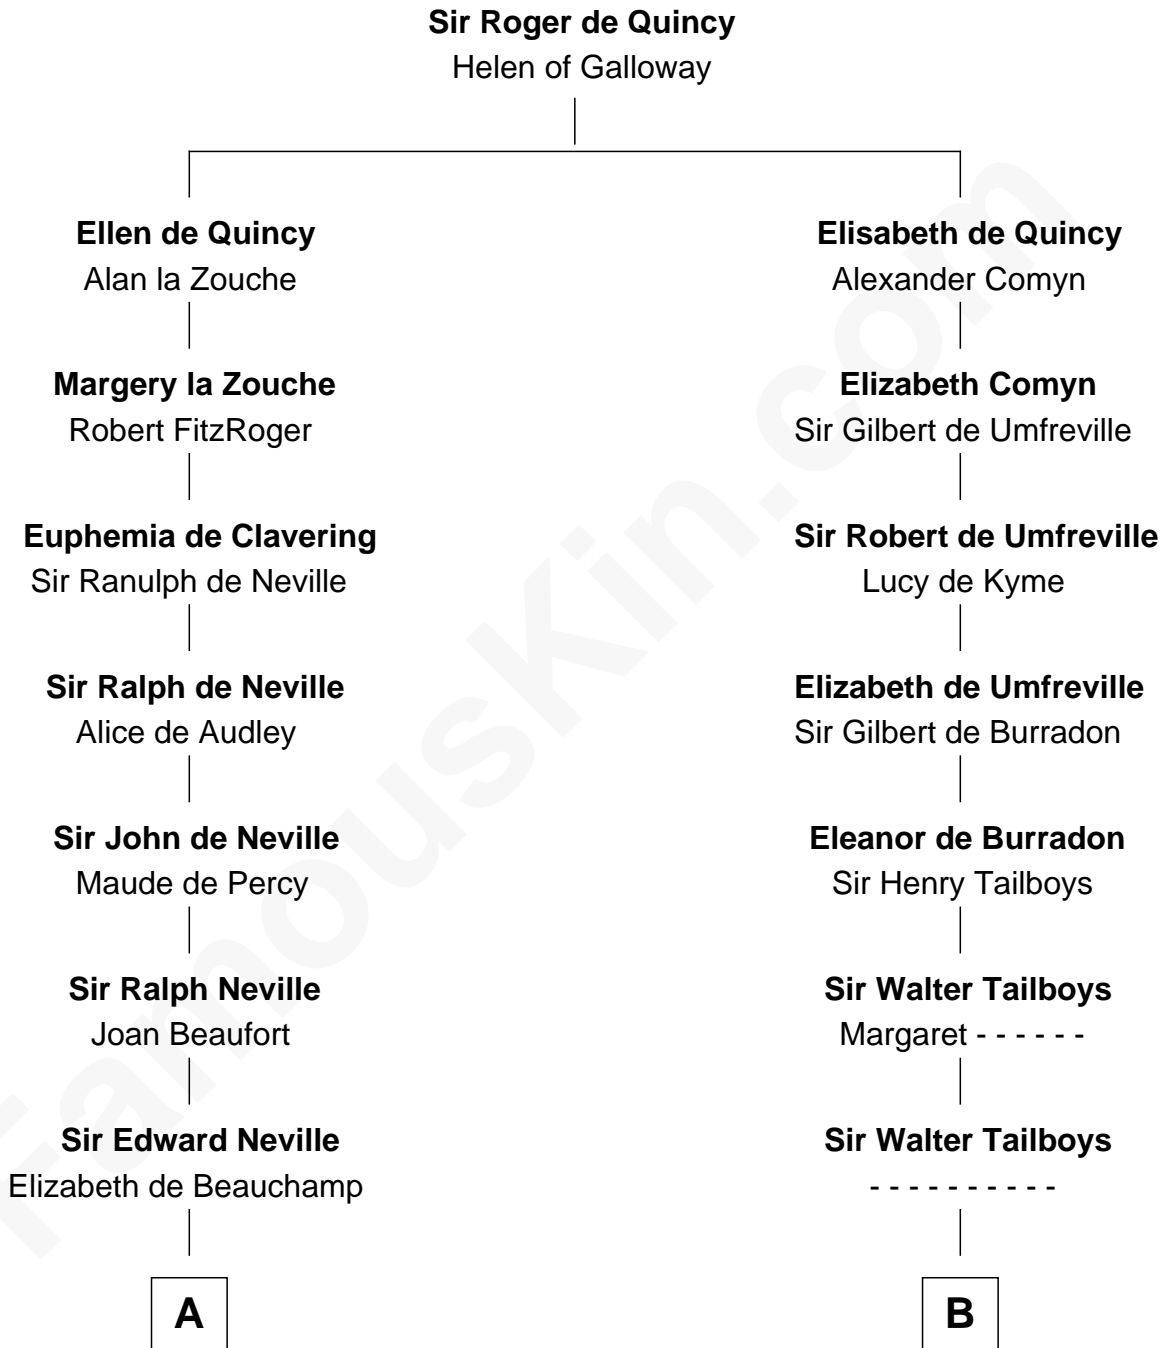 Sir Roger de Quincy
Helen of Galloway
Ellen de Quincy
Alan la Zouche
Margery la Zouche
Robert FitzRoger
Euphemia de Clavering
Sir Ranulph de Neville
Sir Ralph de Neville
Alice de Audley
Sir John de Neville
Maude de Percy
Sir Ralph Neville
Joan Beaufort
Sir Edward Neville
Elizabeth de Beauchamp
A
Elisabeth de Quincy
Alexander Comyn
Elizabeth Comyn
Sir Gilbert de Umfreville
Sir Robert de Umfreville
Lucy de Kyme
Elizabeth de Umfreville
Sir Gilbert de Burradon
Eleanor de Burradon
Sir Henry Tailboys
Sir Walter Tailboys
Margaret - - - - - -
Sir Walter Tailboys
- - - - - - - - - -
B
FamousKin.com